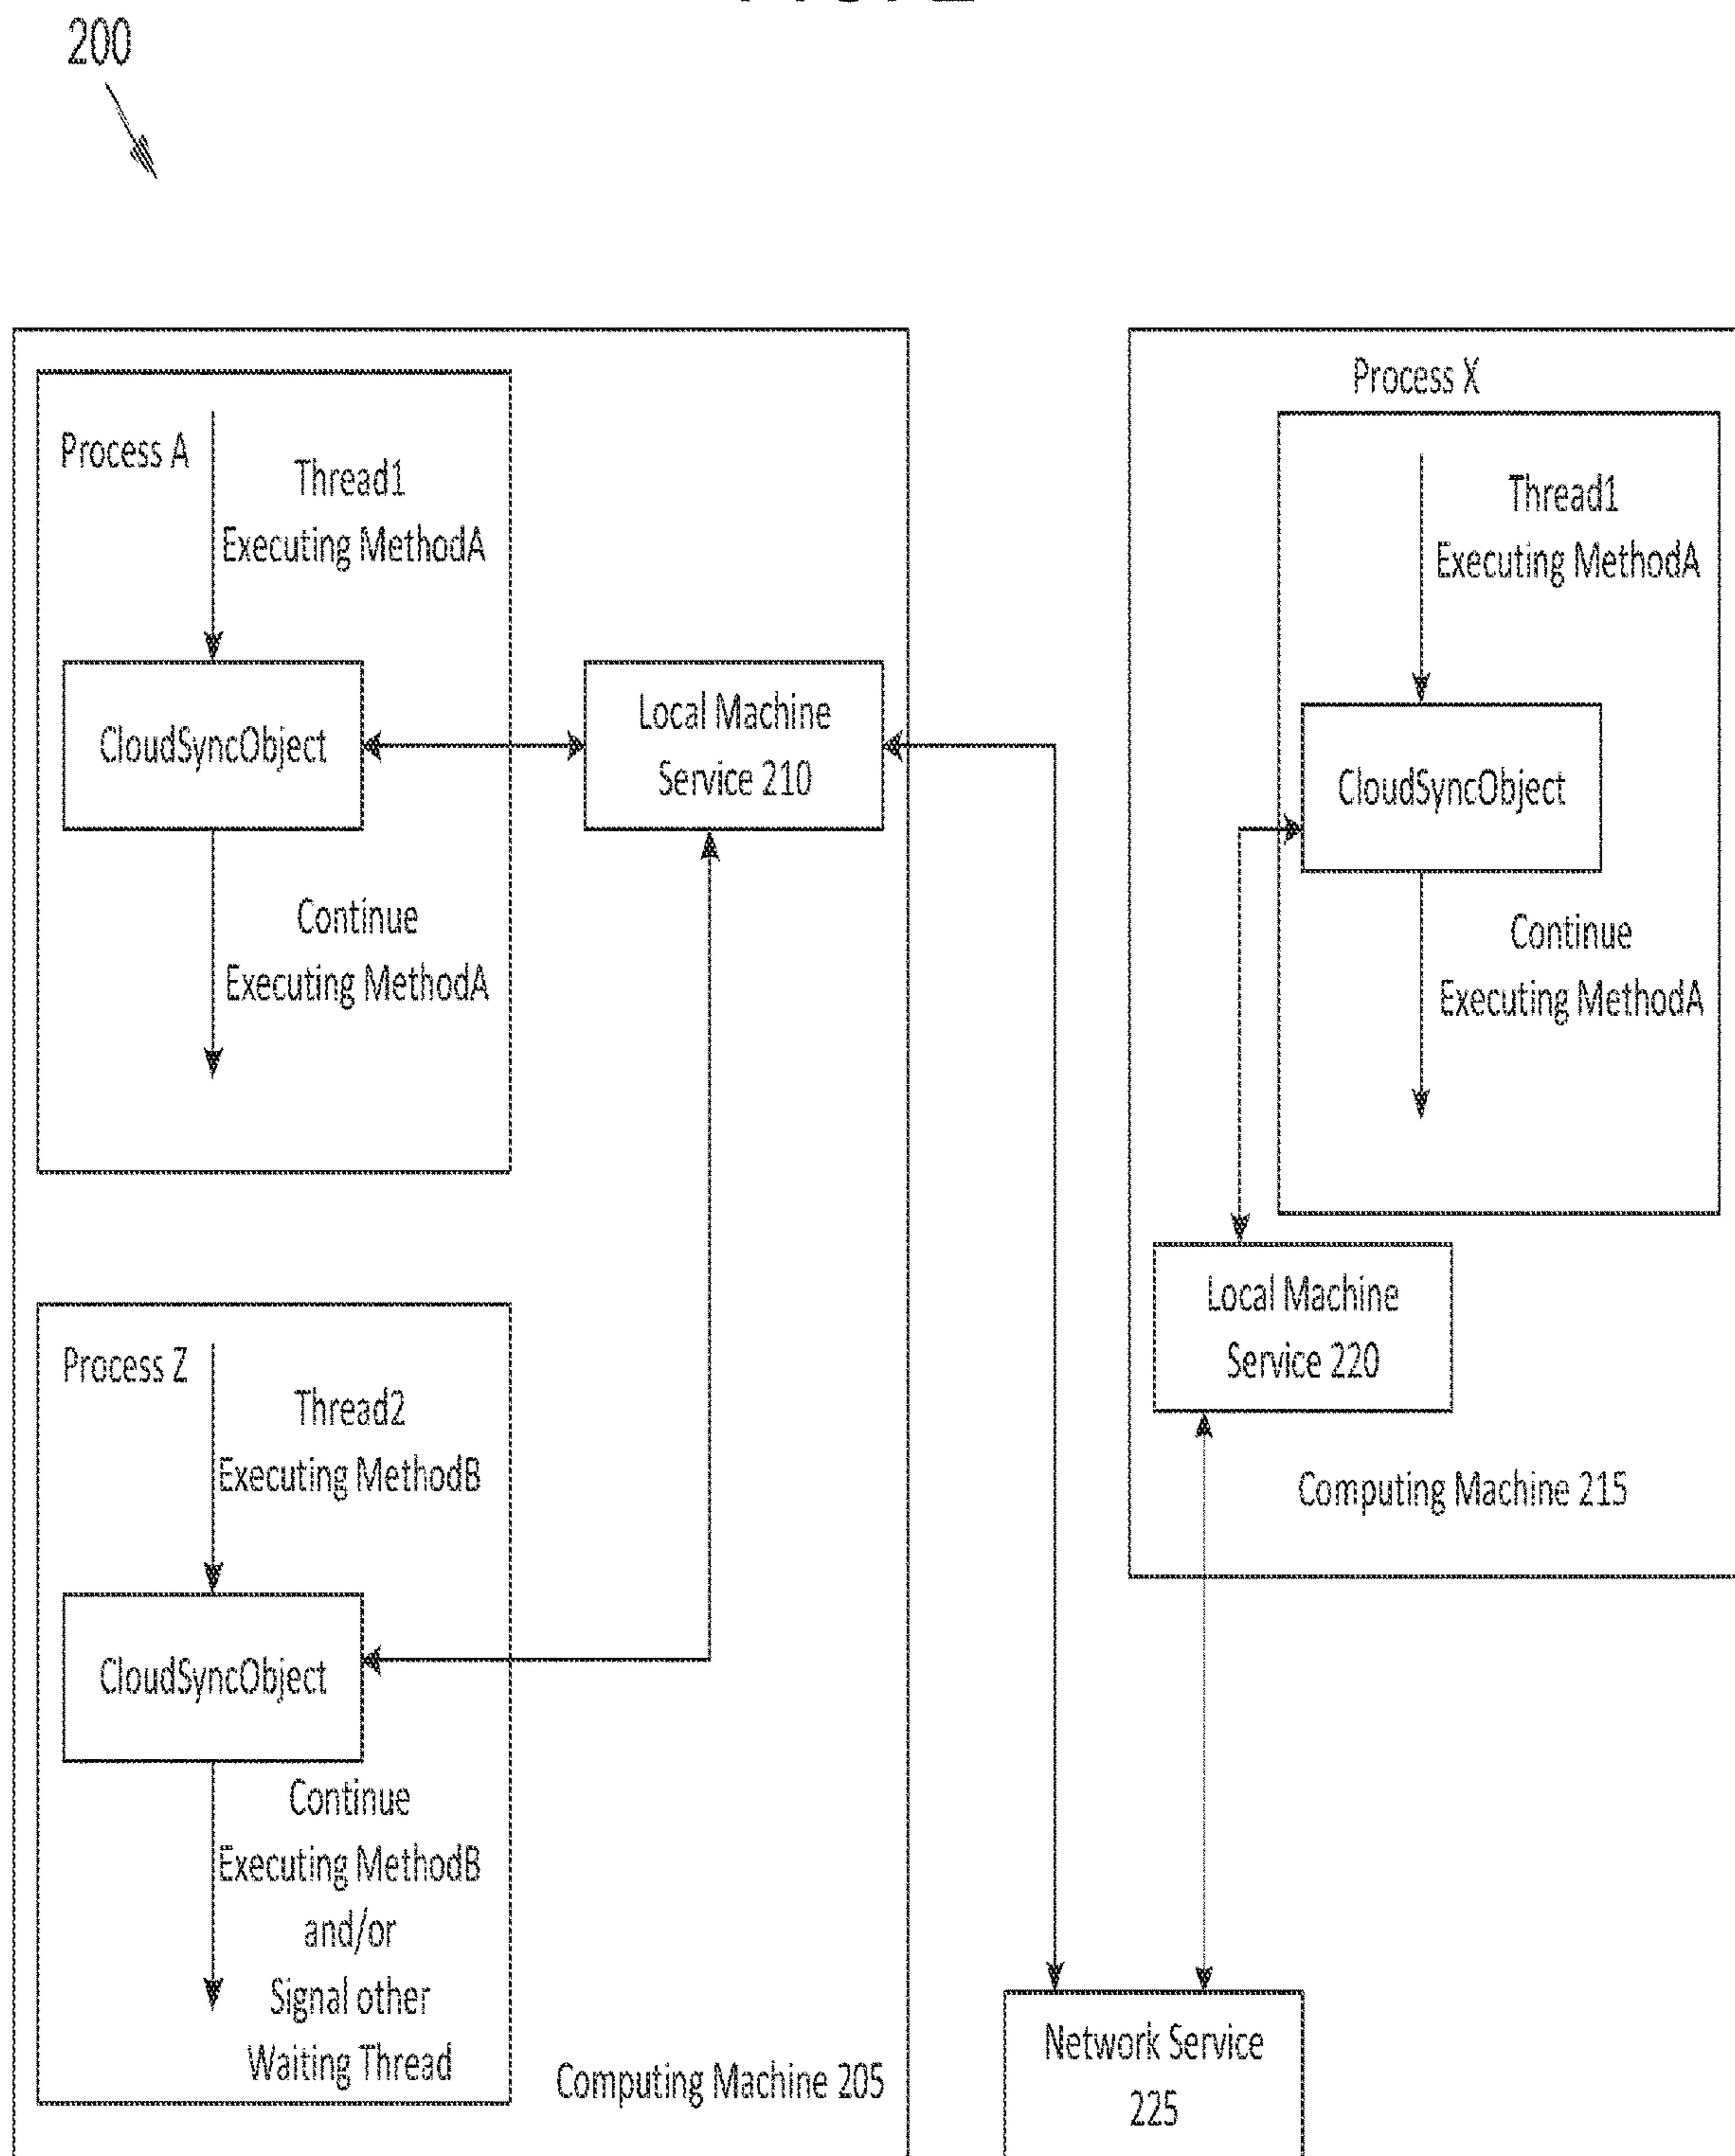 200
Process A
Thread1
Executing MethodA
CloudSyncObject
Continue
Executing MethodA
Local Machine
Service 210
Process Z
Thread2
Executing MethodB
CloudSyncObject
Continue
Executing MethodB
and/or
Signal other
Waiting Thread
Computing Machine 205
Process X
Thread1
Executing MethodA
CloudSyncObject
Continue
Executing MethodA
Local Machine
Service 220
Computing Machine 215
Network Service
225